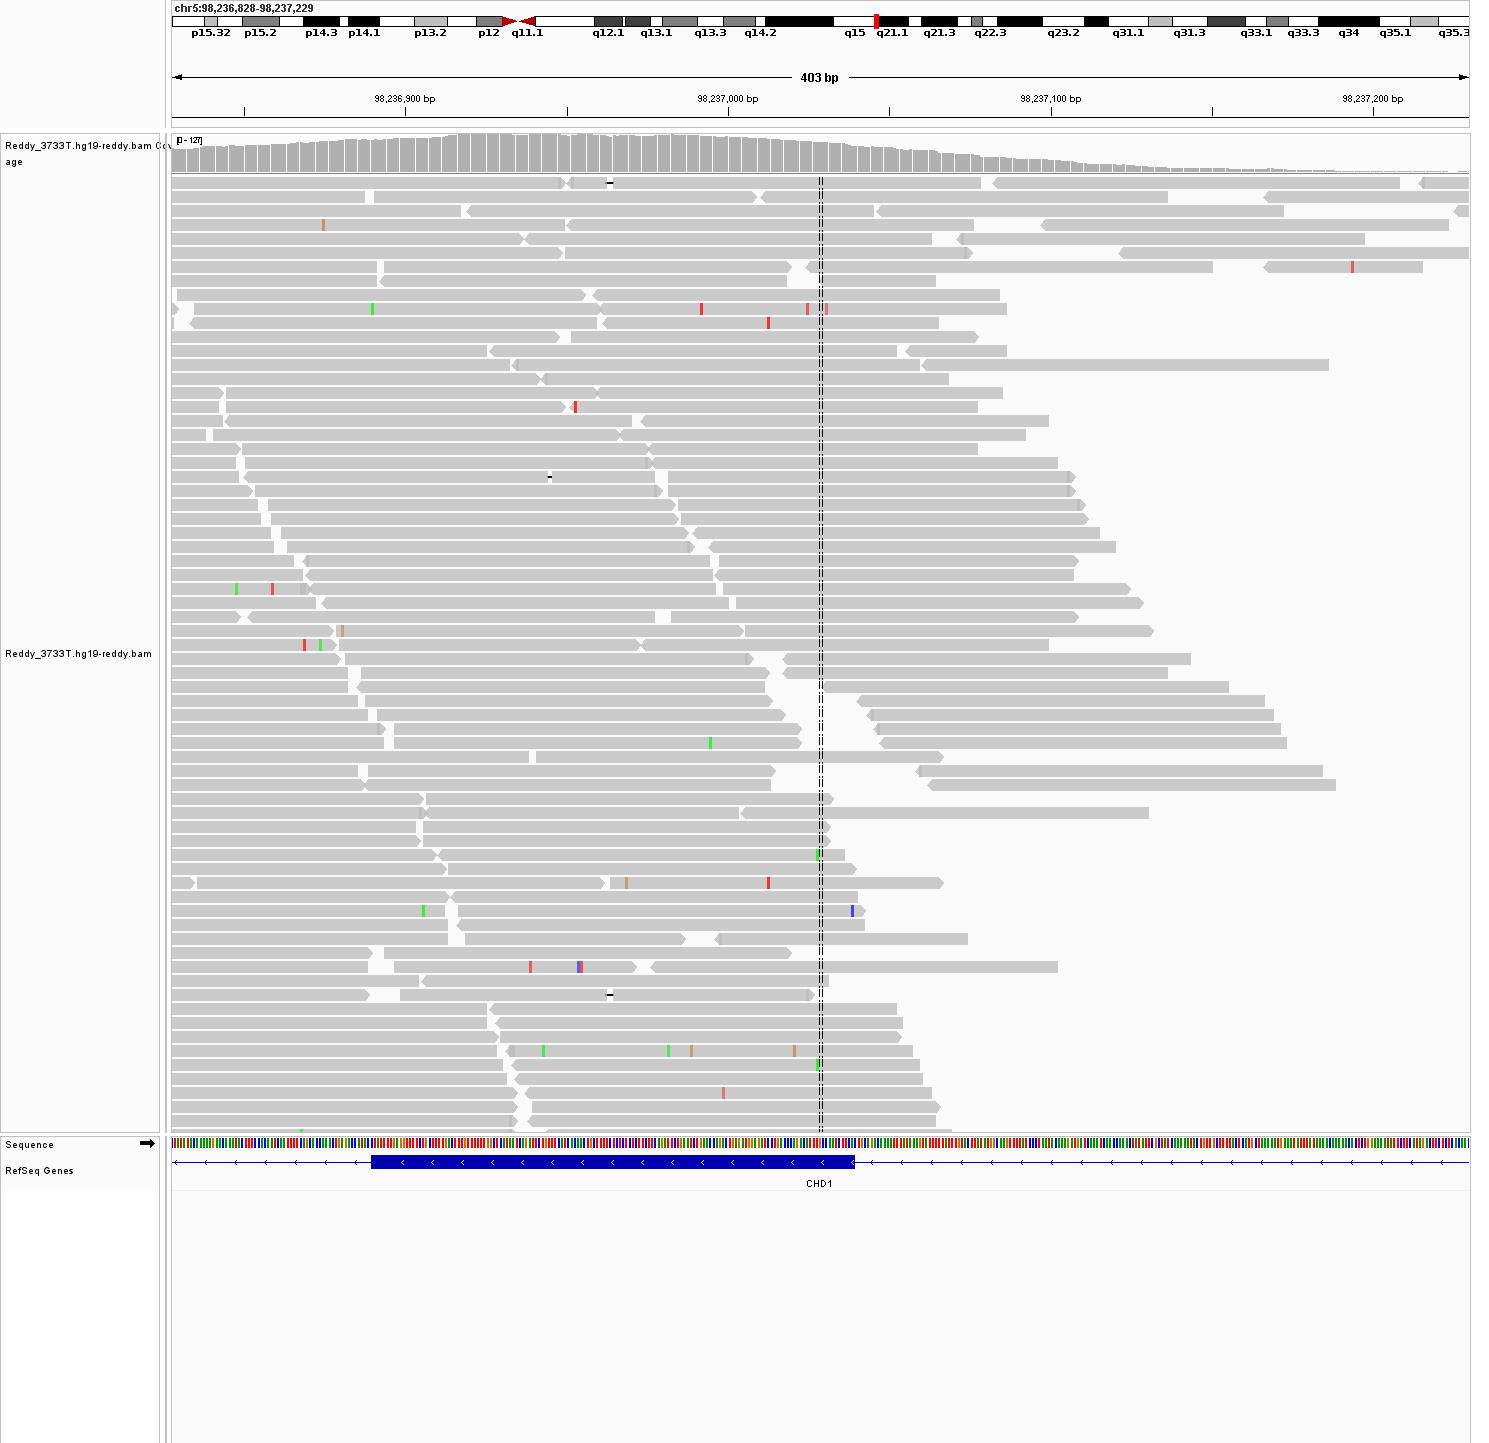 chr5:98,236,828-98,237,229
p15.32 p15.2 p14.3 p14.1 p13.2 p12 q11.1 q12.1 q13.1 q13.3 q14.2 q15 q21.1 q21.3 q22.3 q23.2 q31.1 q31.3 q33.1 q33.3 q34 q35.1 q35.3
403 bp
98,236,900 bp 98,237,000 bp 98,237,100 bp 98,237,200 bp
Reddy_3733T.hg19-reddy.bam Cov
age
[0 - 127]
Reddy_3733T.hg19-reddy.bam
Sequence
RefSeq Genes
CHD1